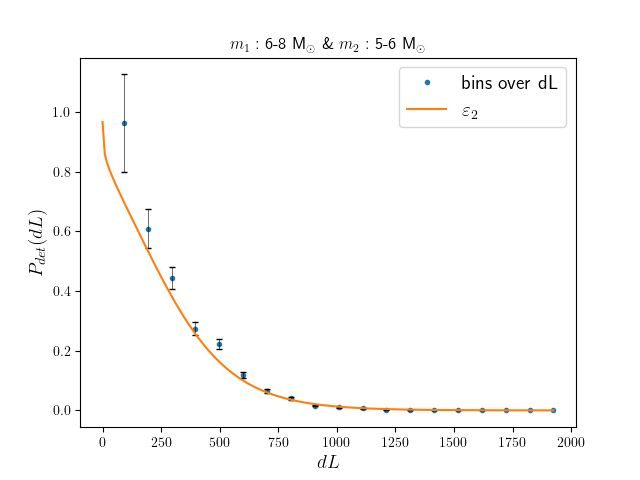 m₁ : 6-8 M⊙ & m₂ : 5-6 M⊙
bins over dL
ε₂
P_det(dL)
1.0
0.8
0.6
0.4
0.2
0.0
0 250 500 750 1000 1250 1500 1750 2000
dL